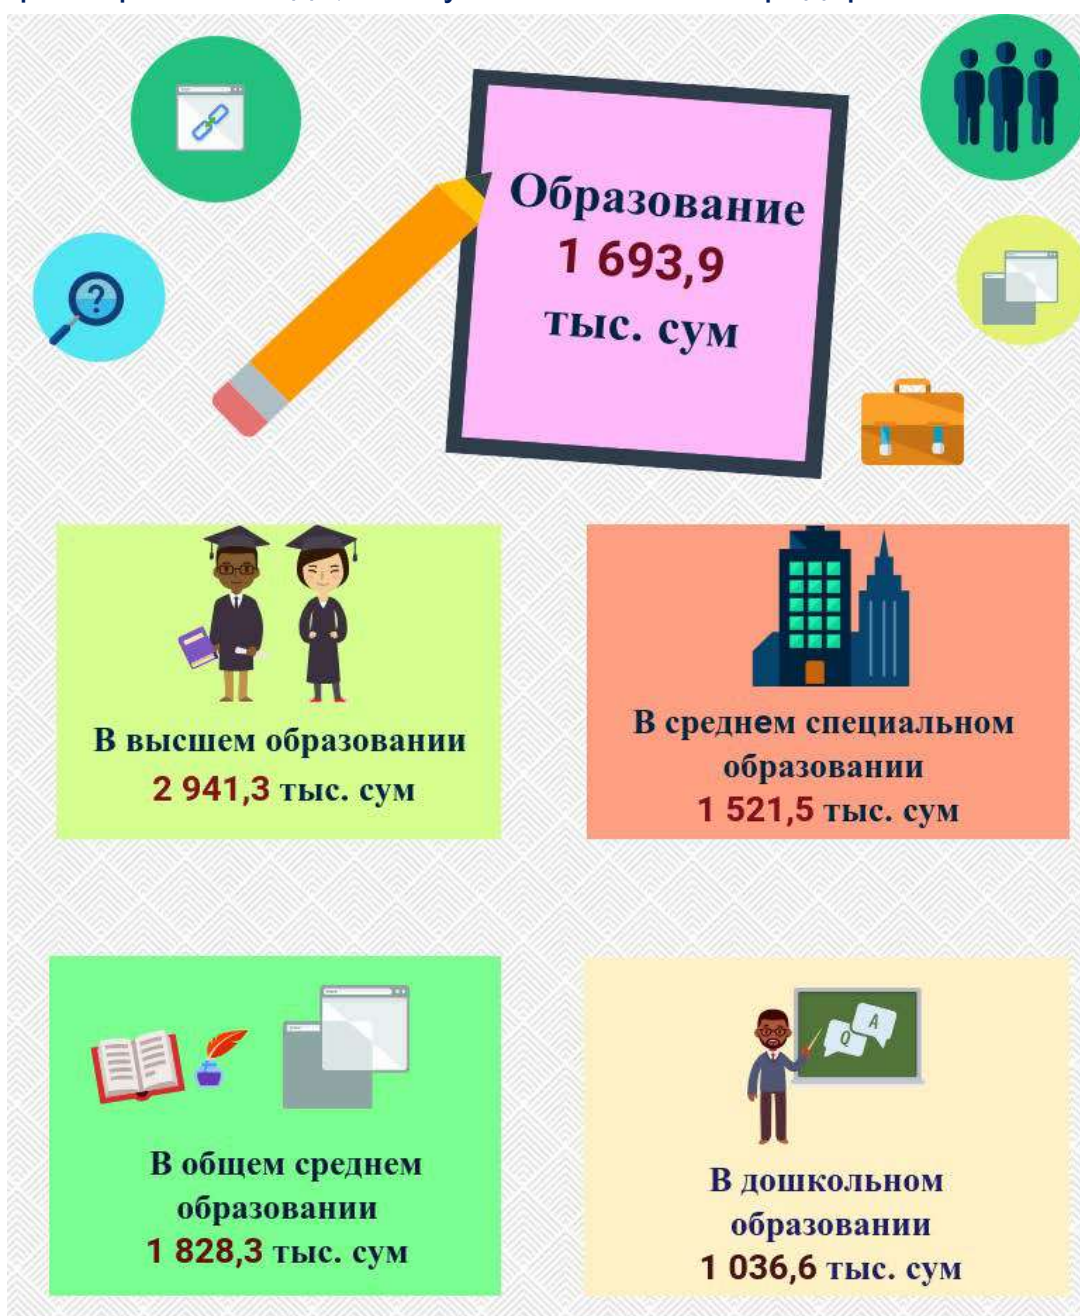 Образование
1 693,9
тыс. сум
В высшем образовании
2 941,3 тыс. сум
В среднем специальном
образовании
1 521,5 тыс. сум
В общем среднем
образовании
1 828,3 тыс. сум
Q
A
В дошкольном
образовании
1 036,6 тыс. сум